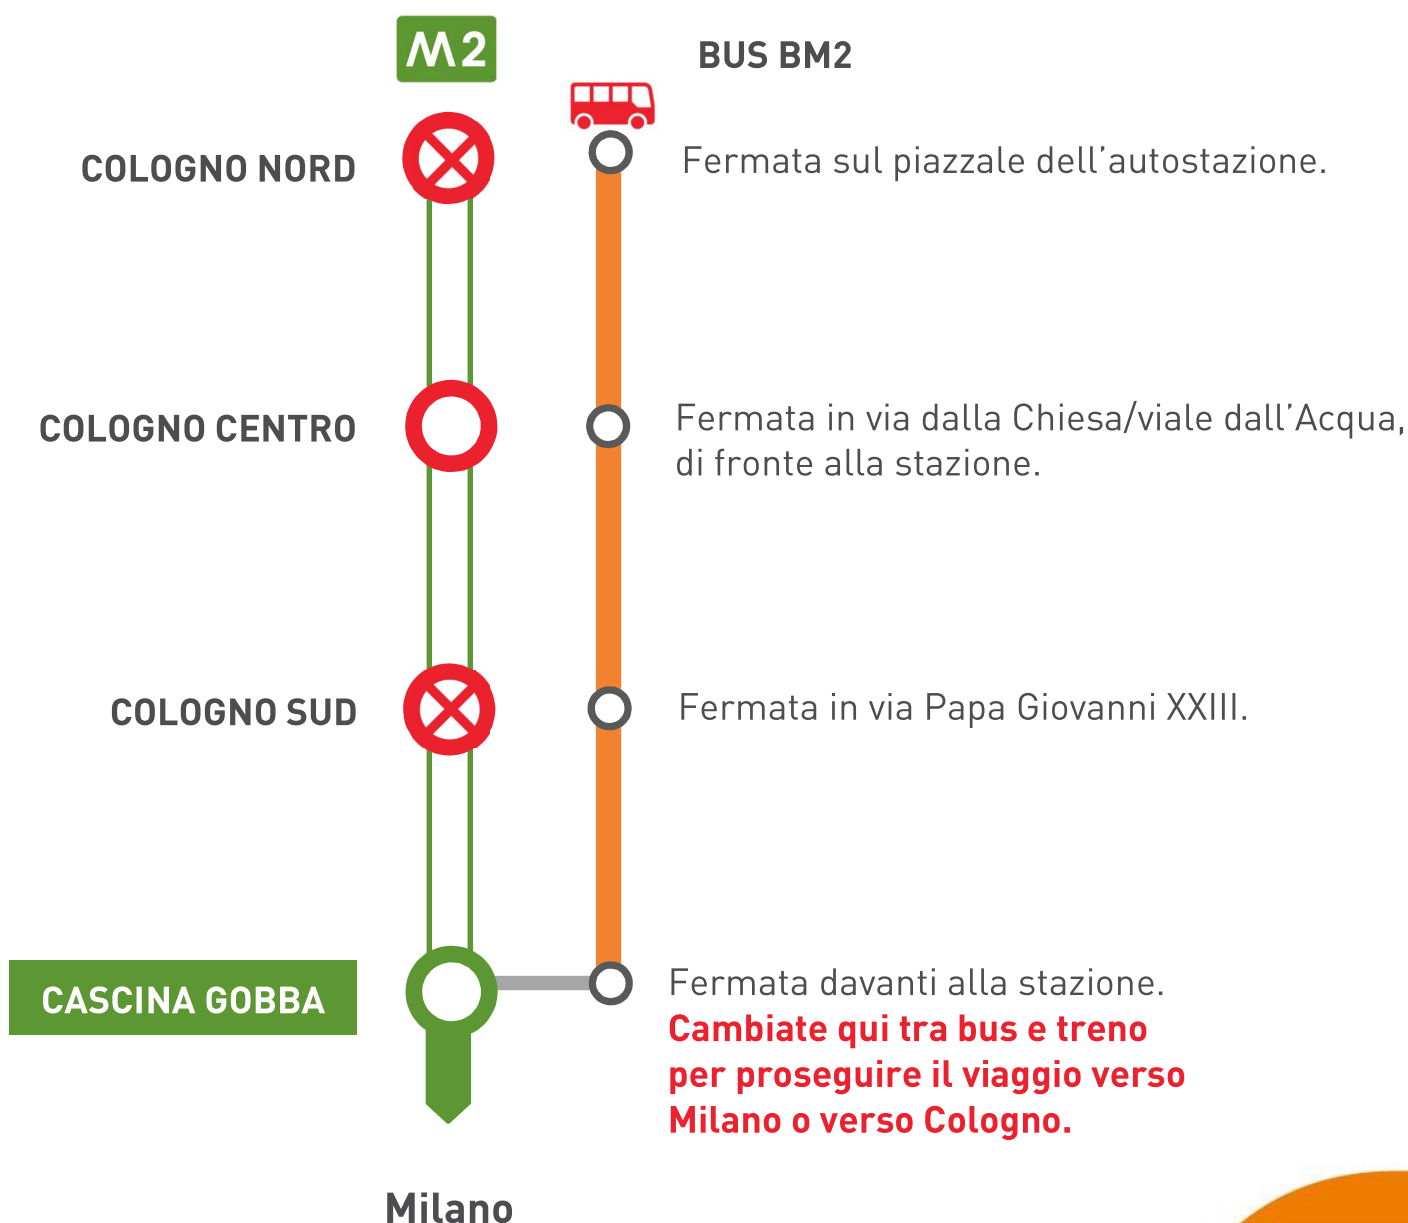 M2
BUS BM2
COLOGNO NORD
Fermata sul piazzale dell'autostazione.
COLOGNO CENTRO
Fermata in via dalla Chiesa/viale dall'Acqua,
di fronte alla stazione.
COLOGNO SUD
Fermata in via Papa Giovanni XXIII.
CASCINA GOBBA
Fermata davanti alla stazione.
Cambiate qui tra bus e treno
per proseguire il viaggio verso
Milano o verso Cologno.
Milano